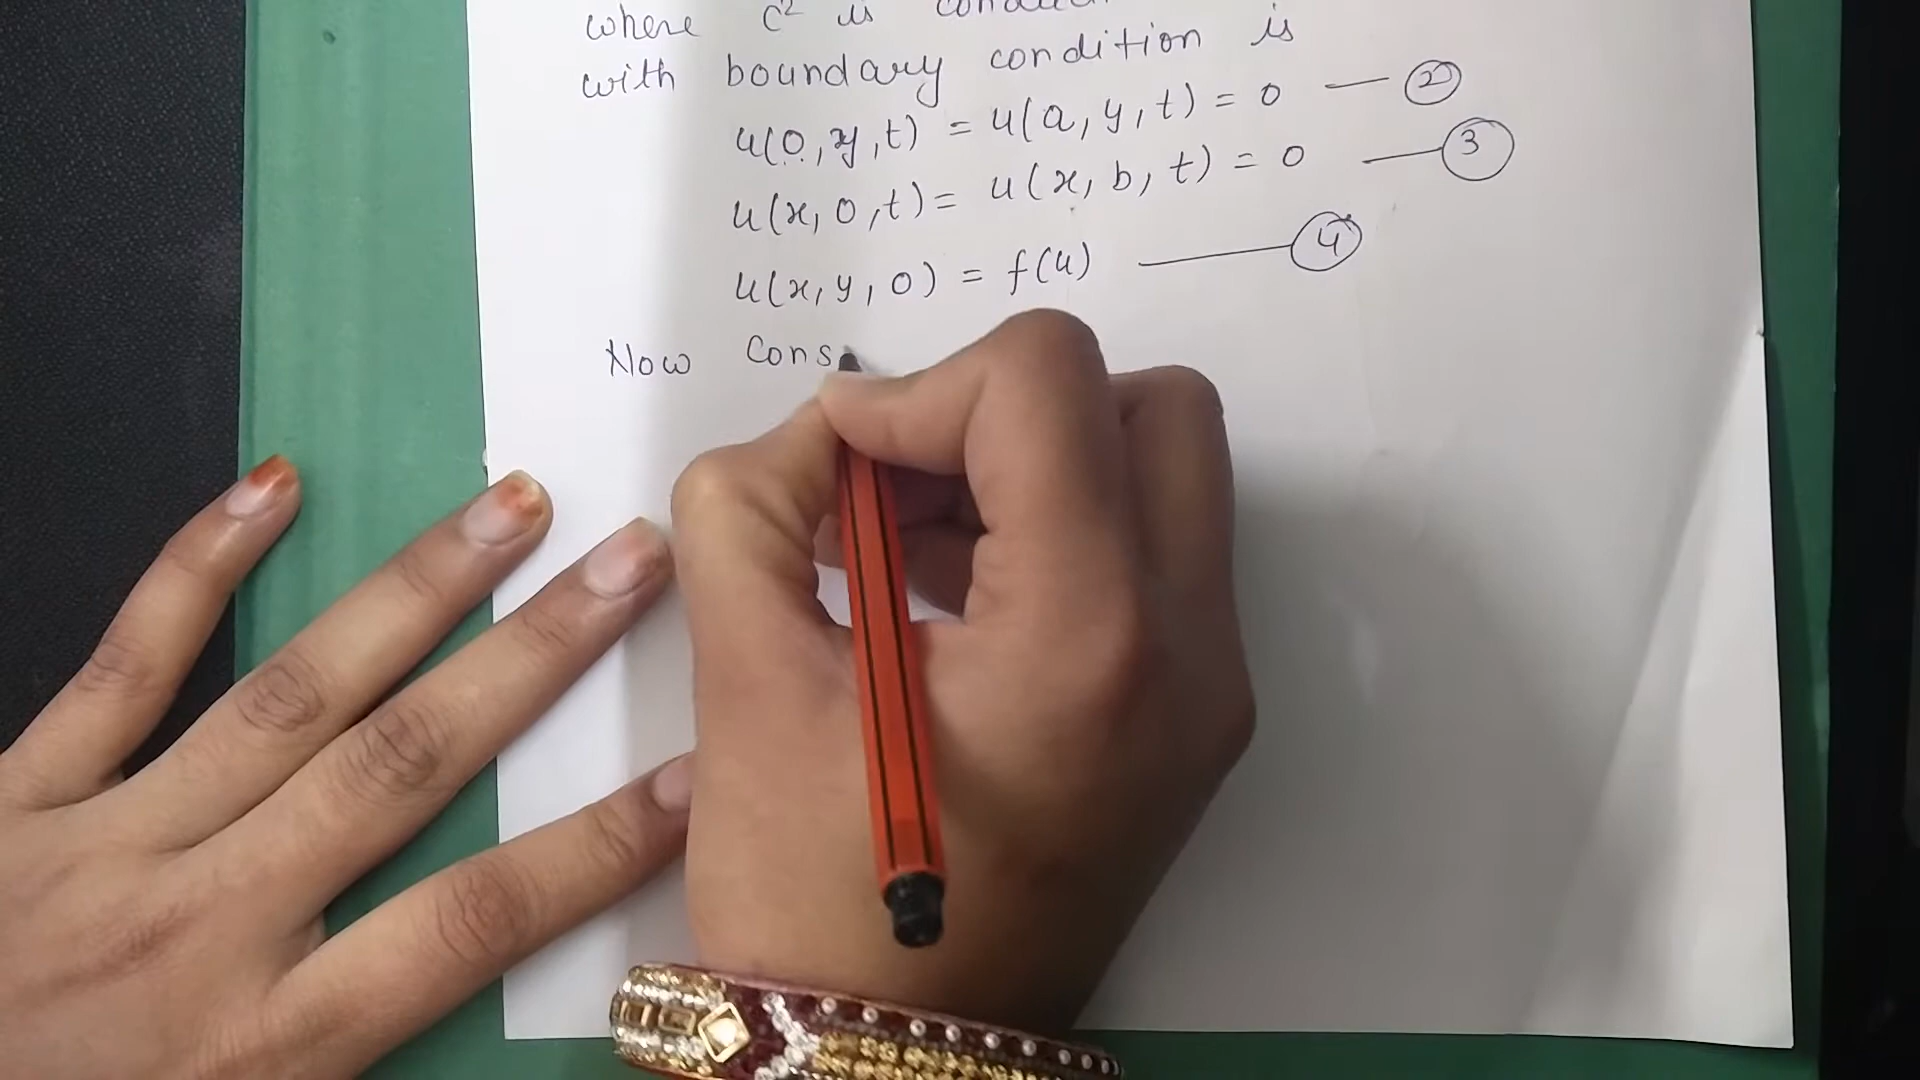 where c² is
with boundary condition is
u(0,y,t) = u(a,y,t) = 0 — 2
u(x,0,t) = u(x,b,t) = 0 — 3
u(x,y,0) = f(u) — 4
Now Cons